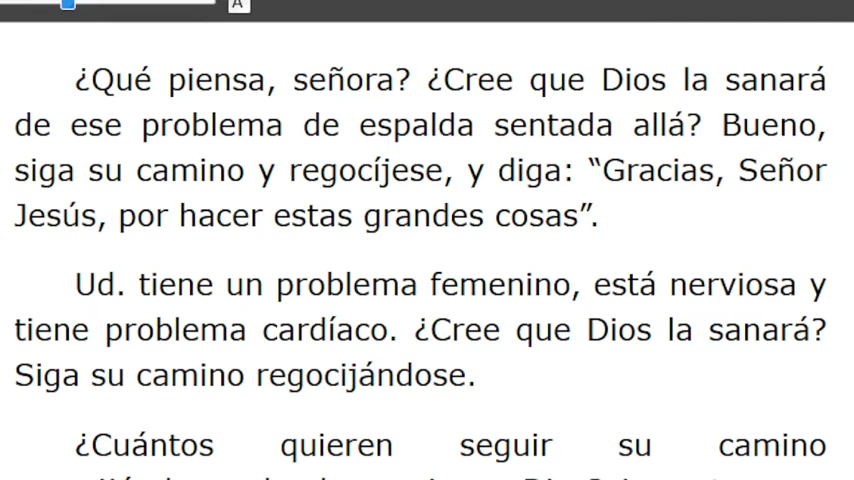 A
¿Qué piensa, señora? ¿Cree que Dios la sanará
de ese problema de espalda sentada allá? Bueno,
siga su camino y regocíjese, y diga: “Gracias, Señor
Jesús, por hacer estas grandes cosas”.
Ud. tiene un problema femenino, está nerviosa y
tiene problema cardíaco. ¿Cree que Dios la sanará?
Siga su camino regocijándose.
¿Cuántos quieren seguir su camino